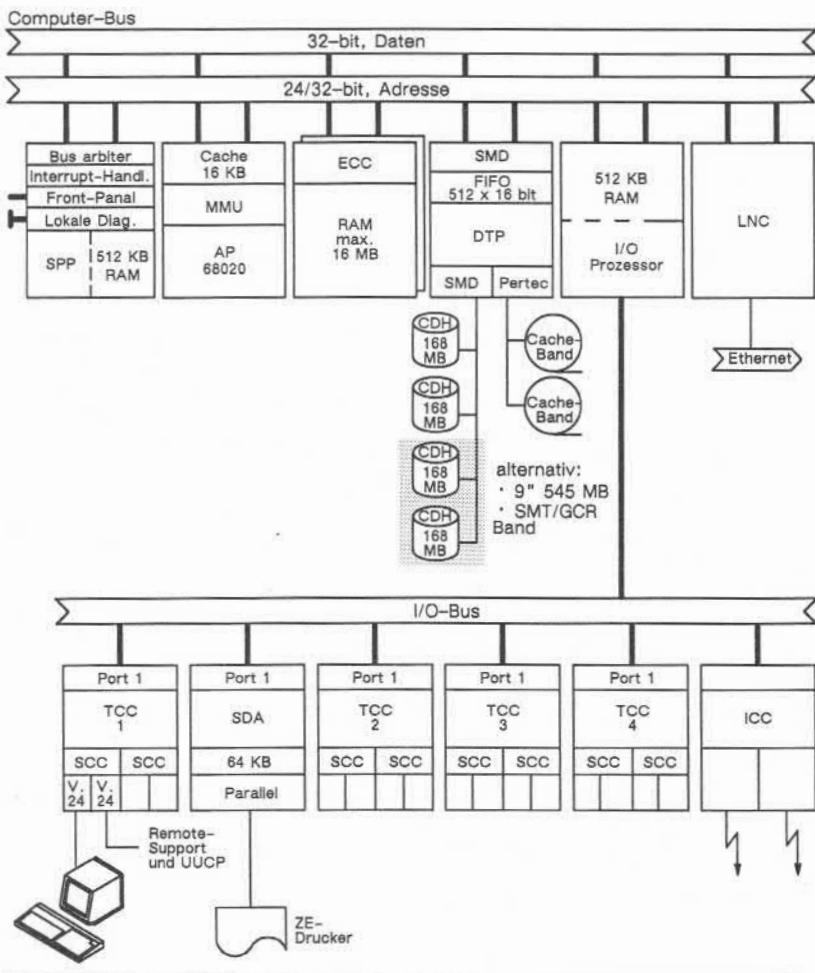 Computer-Bus
32-bit, Daten
24/32-bit, Adresse
Bus arbiter
Interrupt-Handl.
Front-Panal
Lokale Diag.
SPP
512 KB
RAM
Cache
16 KB
MMU
AP
68020
ECC
RAM
max.
16 MB
SMD
FIFO
512 x 16 bit
DTP
SMD
Pertec
512 KB
RAM
I/O
Prozessor
LNC
CDH
168
MB
CDH
168
MB
CDH
168
MB
CDH
168
MB
Cache-
Band
Cache-
Band
Ethernet
alternativ:
· 9" 545 MB
· SMT/GCR
Band
I/O-Bus
Port 1
TCC
1
SCC
SCC
V.
24
V.
24
Port 1
SDA
64 KB
Parallel
Port 1
TCC
2
SCC
SCC
Port 1
TCC
3
SCC
SCC
Port 1
TCC
4
SCC
SCC
ICC
Remote-
Support
und UUCP
ZE-
Drucker